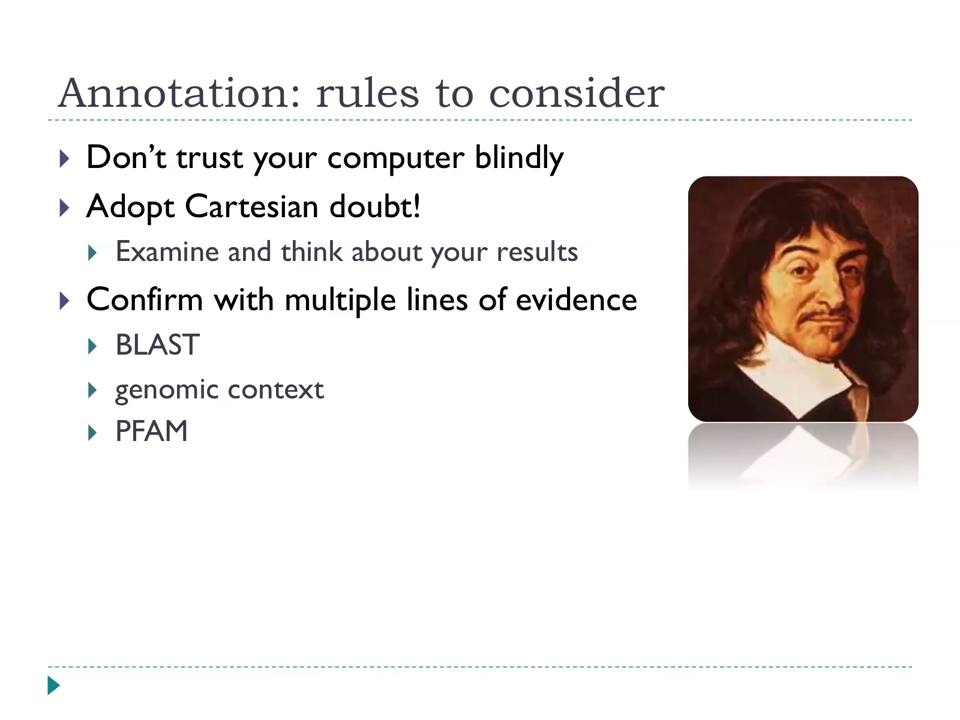 Annotation: rules to consider
Don’t trust your computer blindly
Adopt Cartesian doubt!
Examine and think about your results
Confirm with multiple lines of evidence
BLAST
genomic context
PFAM